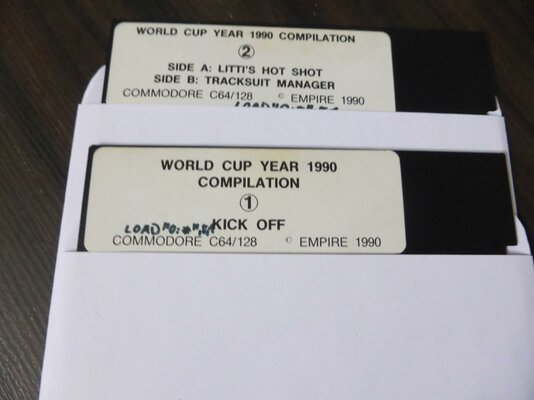 WORLD CUP YEAR 1990 COMPILATION
②
SIDE A: LITTI'S HOT SHOT
SIDE B: TRACKSUIT MANAGER
COMMODORE C64/128 © EMPIRE 1990
WORLD CUP YEAR 1990
COMPILATION
①
KICK OFF
COMMODORE C64/128 © EMPIRE 1990